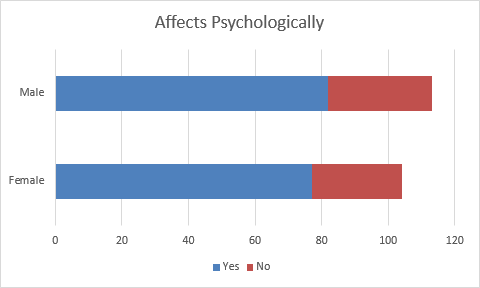 Affects Psychologically
Male
Female
0 20 40 60 80 100 120
Yes No